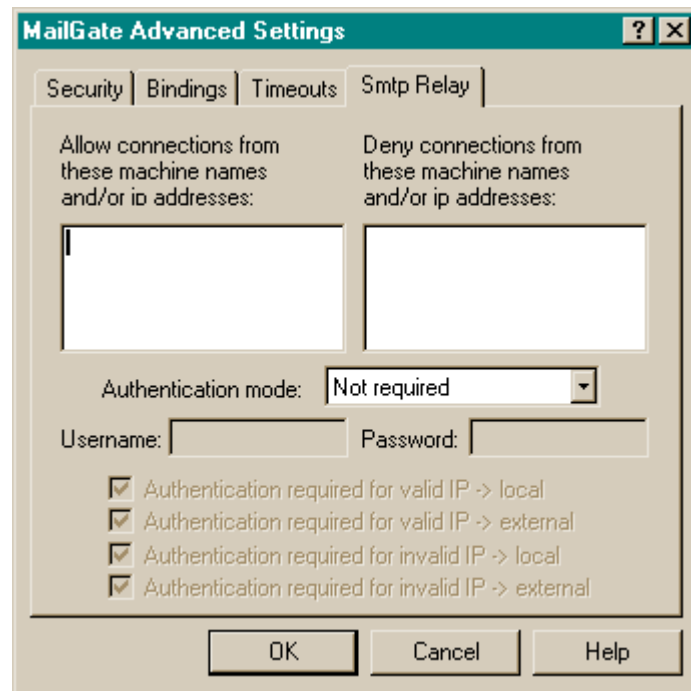 MailGate Advanced Settings
Security Bindings Timeouts Smtp Relay
Allow connections from
these machine names
and/or ip addresses:
Deny connections from
these machine names
and/or ip addresses:
Authentication mode: Not required
Username: Password:
Authentication required for valid IP -> local
Authentication required for valid IP -> external
Authentication required for invalid IP -> local
Authentication required for invalid IP -> external
OK Cancel Help